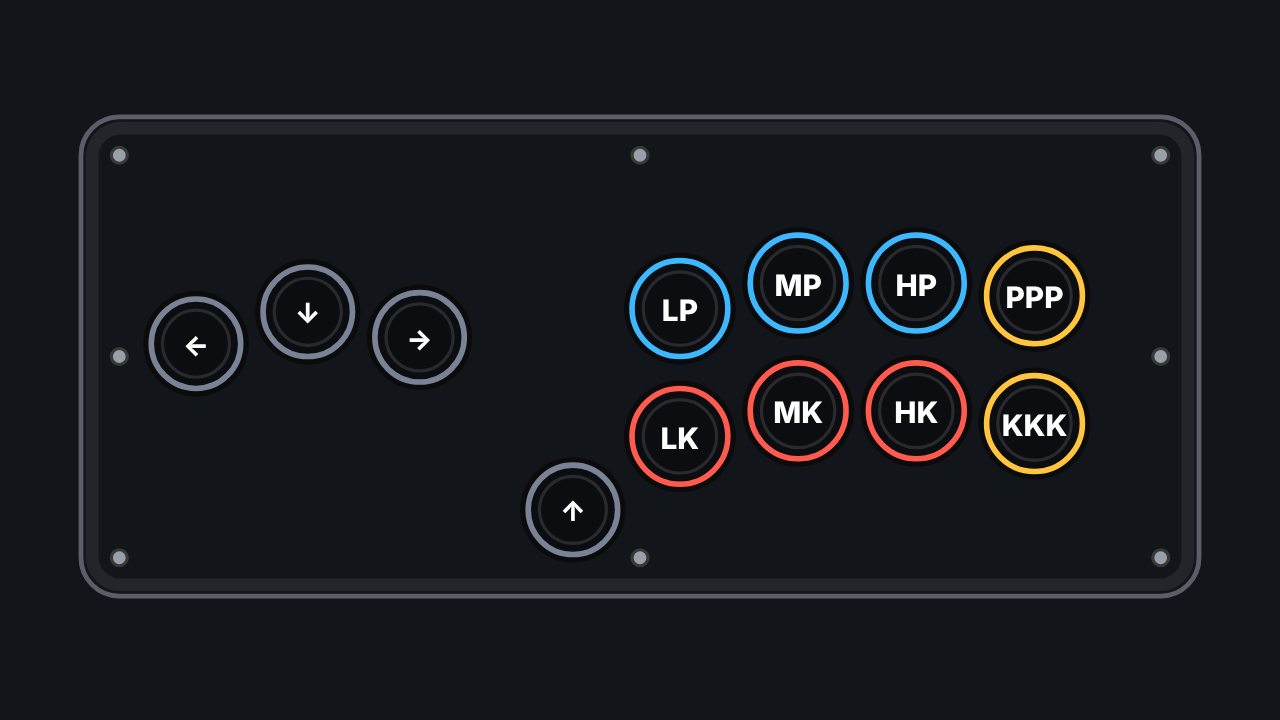 ← ↓ →
LP MP HP PPP
LK MK HK KKK
↑